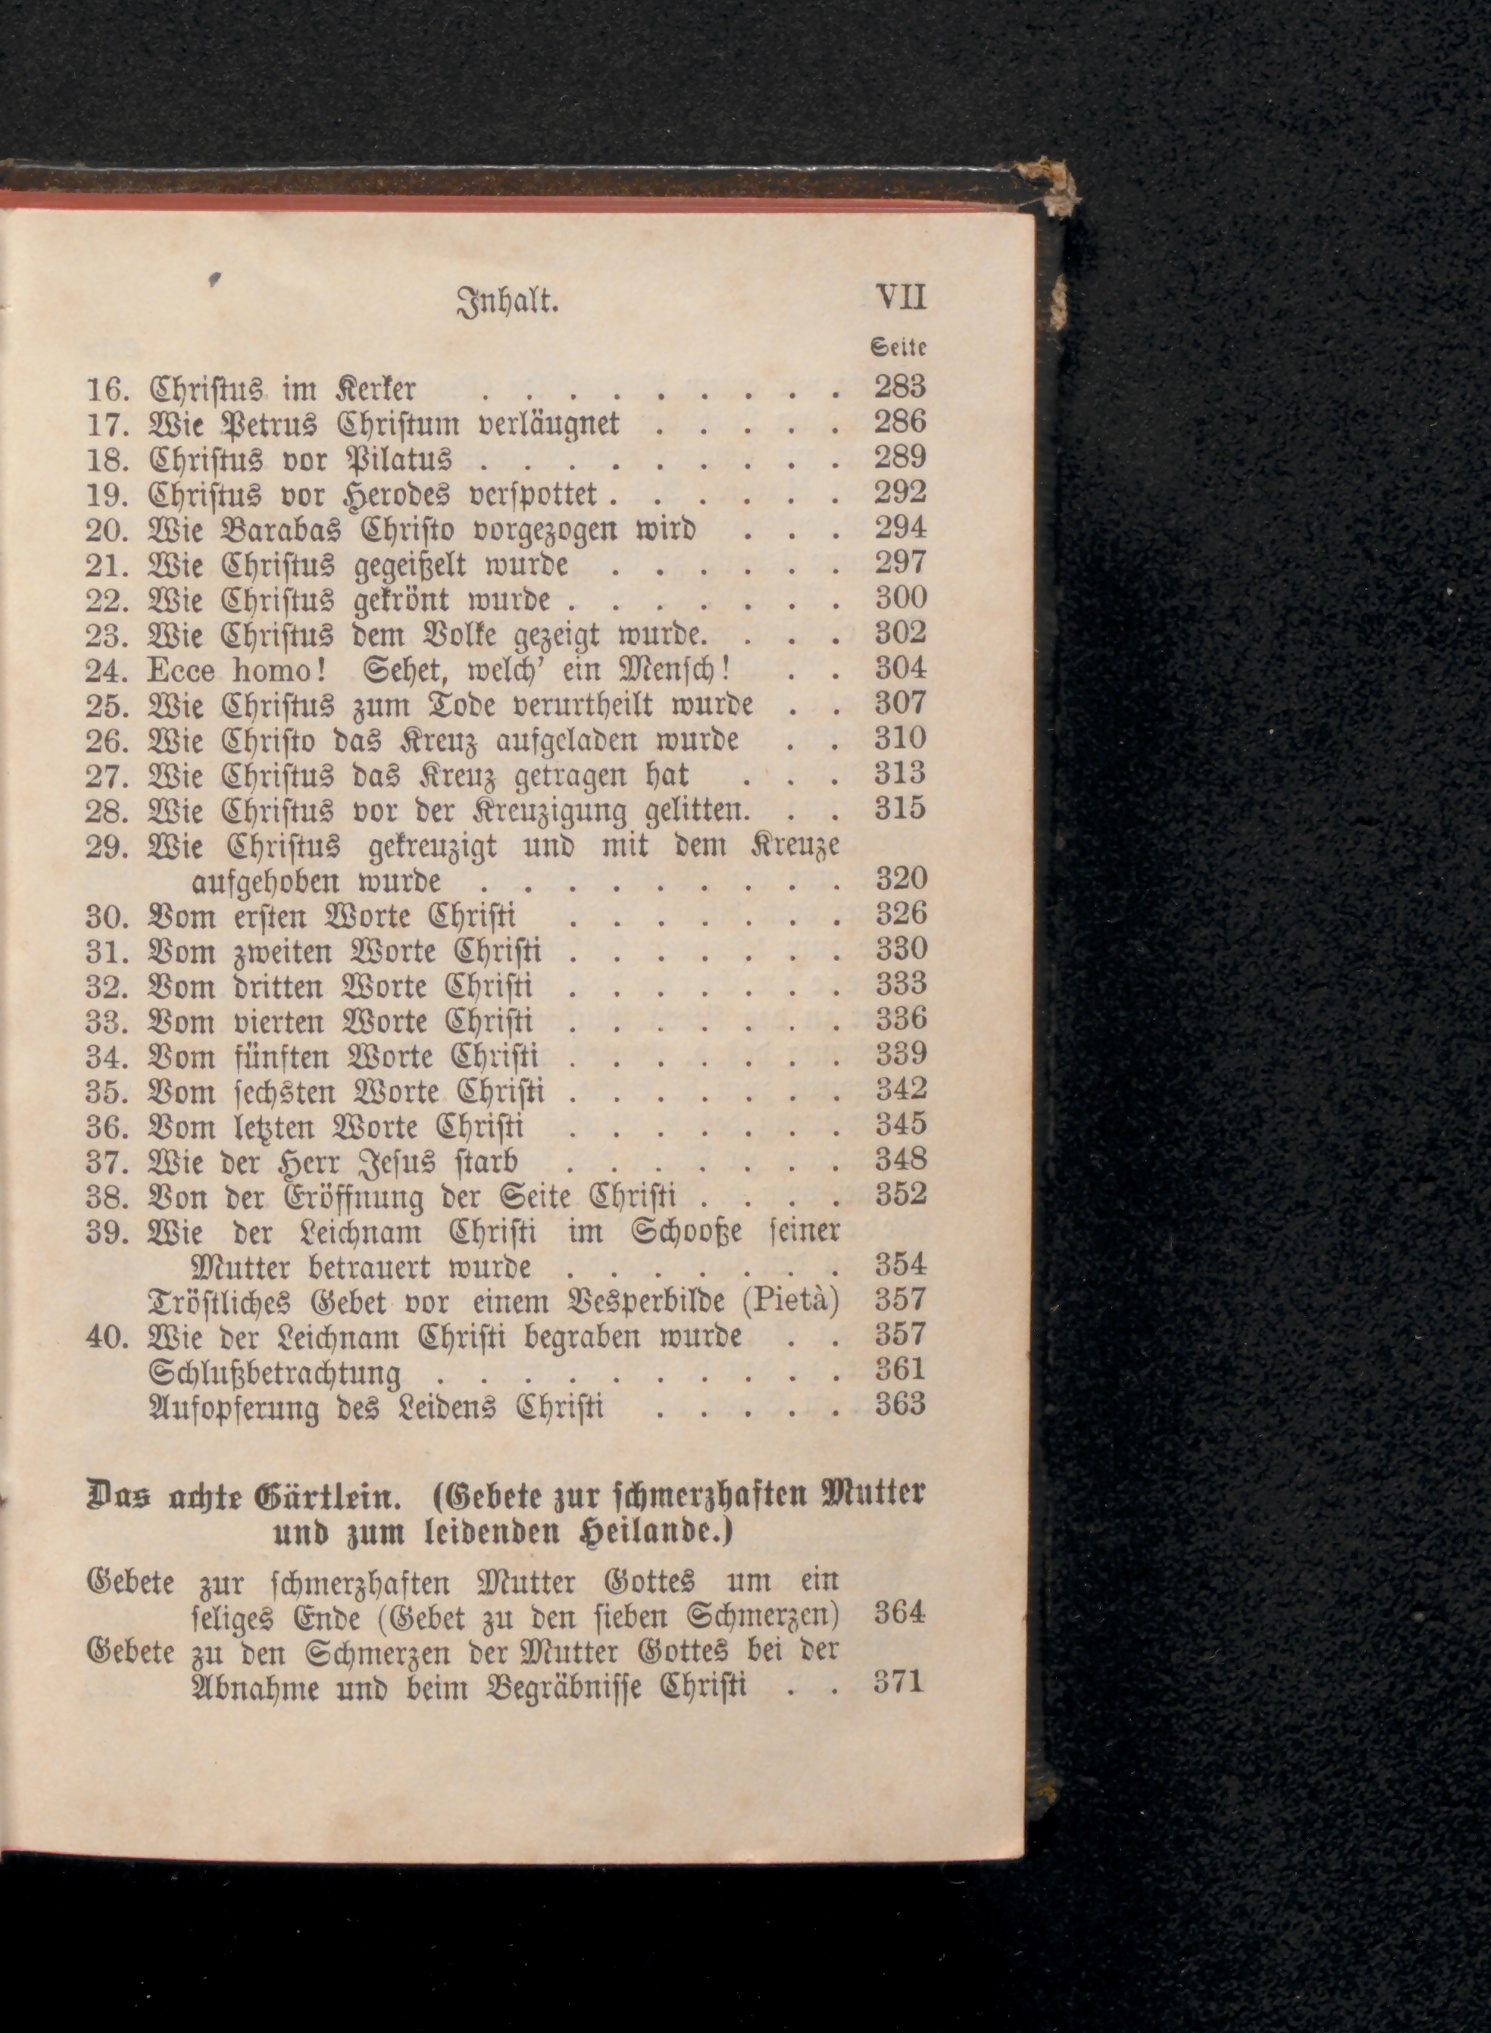 Inhalt. VII
Seite
16. Christus im Kerker . . . . . . . . . 283
17. Wie Petrus Christum verläugnet . . . . . 286
18. Christus vor Pilatus . . . . . . . . . 289
19. Christus vor Herodes verspottet . . . . . . 292
20. Wie Barabas Christo vorgezogen wird . . . 294
21. Wie Christus gegeißelt wurde . . . . . . 297
22. Wie Christus gekrönt wurde . . . . . . . 300
23. Wie Christus dem Volke gezeigt wurde. . . . 302
24. Ecce homo! Sehet, welch' ein Mensch! . . 304
25. Wie Christus zum Tode verurtheilt wurde . . 307
26. Wie Christo das Kreuz aufgeladen wurde . . 310
27. Wie Christus das Kreuz getragen hat . . . 313
28. Wie Christus vor der Kreuzigung gelitten. . . 315
29. Wie Christus gekreuzigt und mit dem Kreuze
aufgehoben wurde . . . . . . . . . 320
30. Vom ersten Worte Christi . . . . . . . 326
31. Vom zweiten Worte Christi . . . . . . . 330
32. Vom dritten Worte Christi . . . . . . . 333
33. Vom vierten Worte Christi . . . . . . . 336
34. Vom fünften Worte Christi . . . . . . . 339
35. Vom sechsten Worte Christi . . . . . . . 342
36. Vom letzten Worte Christi . . . . . . . 345
37. Wie der Herr Jesus starb . . . . . . . 348
38. Von der Eröffnung der Seite Christi . . . . 352
39. Wie der Leichnam Christi im Schooße seiner
Mutter betrauert wurde . . . . . . . 354
Tröstliches Gebet vor einem Vesperbilde (Pietà) 357
40. Wie der Leichnam Christi begraben wurde . . 357
Schlußbetrachtung . . . . . . . . . . 361
Aufopferung des Leidens Christi . . . . . 363
Das achte Gärtlein. (Gebete zur schmerzhaften Mutter
und zum leidenden Heilande.)
Gebete zur schmerzhaften Mutter Gottes um ein
seliges Ende (Gebet zu den sieben Schmerzen) 364
Gebete zu den Schmerzen der Mutter Gottes bei der
Abnahme und beim Begräbnisse Christi . . 371